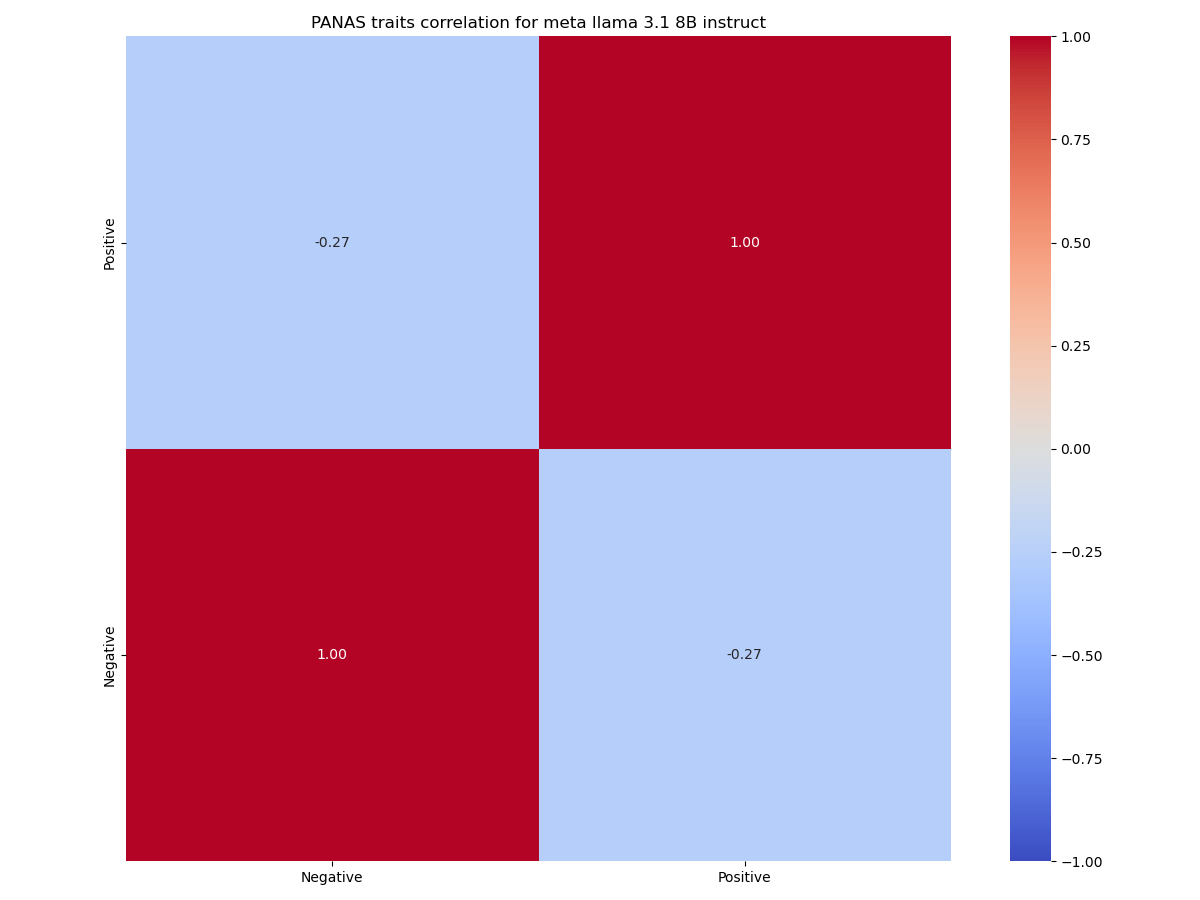 PANAS traits correlation for meta llama 3.1 8B instruct
Positive
-0.27
1.00
Negative
1.00
-0.27
Negative
Positive
1.00
0.75
0.50
0.25
0.00
−0.25
−0.50
−0.75
−1.00